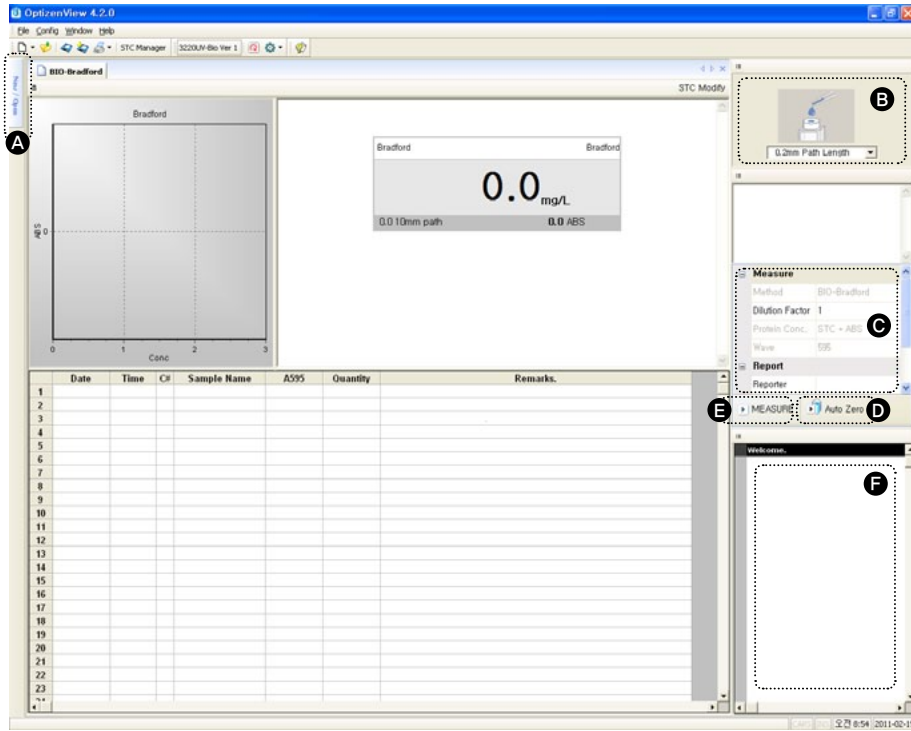 OptizenView 4.2.0
File Config Window Help
STC Manager 3220UV-Bio Ver 1
New / Open
A
BIO-Bradford
STC Modify
Bradford
ABS
0
0 1 2 3
Conc
Bradford Bradford
0.0 mg/L
0.0 10mm path 0.0 ABS
B
0.2mm Path Length
Measure
Method BIO-Bradford
Dilution Factor 1
Protein Conc. STC + ABS
Wave 595
C
Report
Reporter
E MEASURE Auto Zero D
Welcome.
F
Date Time C# Sample Name A595 Quantity Remarks.
1
2
3
4
5
6
7
8
9
10
11
12
13
14
15
16
17
18
19
20
21
22
23
오전 8:54 2011-02-15